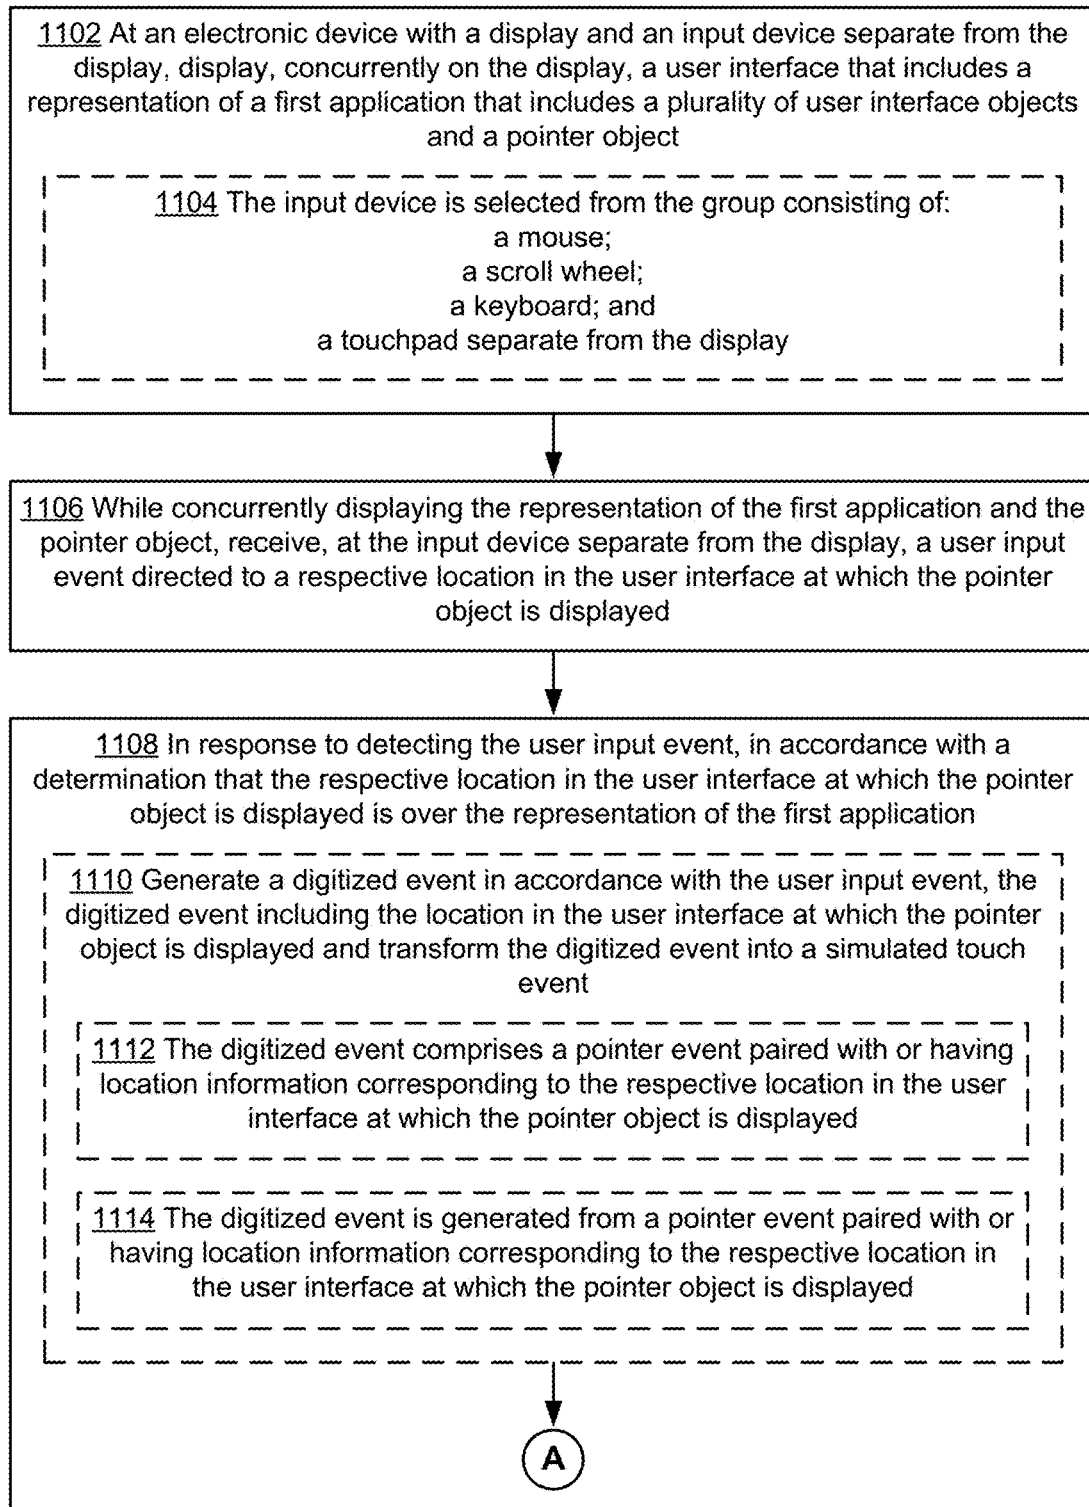 1102 At an electronic device with a display and an input device separate from the
display, display, concurrently on the display, a user interface that includes a
representation of a first application that includes a plurality of user interface objects
and a pointer object
1104 The input device is selected from the group consisting of:
a mouse;
a scroll wheel;
a keyboard; and
a touchpad separate from the display
1106 While concurrently displaying the representation of the first application and the
pointer object, receive, at the input device separate from the display, a user input
event directed to a respective location in the user interface at which the pointer
object is displayed
1108 In response to detecting the user input event, in accordance with a
determination that the respective location in the user interface at which the pointer
object is displayed is over the representation of the first application
1110 Generate a digitized event in accordance with the user input event, the
digitized event including the location in the user interface at which the pointer
object is displayed and transform the digitized event into a simulated touch
event
1112 The digitized event comprises a pointer event paired with or having
location information corresponding to the respective location in the user
interface at which the pointer object is displayed
1114 The digitized event is generated from a pointer event paired with or
having location information corresponding to the respective location in
the user interface at which the pointer object is displayed
A